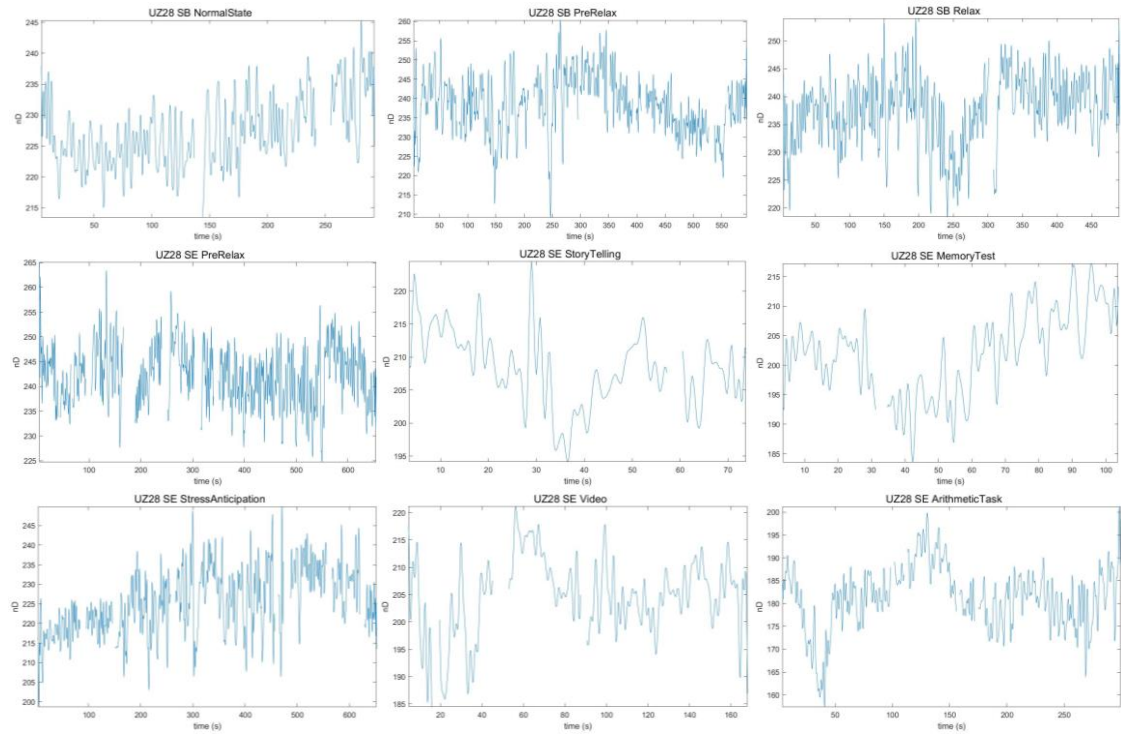 UZ28 SB NormalState
245
240
235
230
225
220
215
nD
50 100 150 200 250
time (s)
UZ28 SB PreRelax
260
255
250
245
240
235
230
225
220
215
210
nD
50 100 150 200 250 300 350 400 450 500 550
time (s)
UZ28 SB Relax
250
245
240
235
230
225
220
nD
50 100 150 200 250 300 350 400 450
time (s)
UZ28 SE PreRelax
265
260
255
250
245
240
235
230
225
nD
100 200 300 400 500 600
time (s)
UZ28 SE StoryTelling
220
215
210
205
200
195
nD
10 20 30 40 50 60 70
time (s)
UZ28 SE MemoryTest
215
210
205
200
195
190
185
nD
10 20 30 40 50 60 70 80 90 100
time (s)
UZ28 SE StressAnticipation
245
240
235
230
225
220
215
210
205
200
nD
100 200 300 400 500 600
time (s)
UZ28 SE Video
220
215
210
205
200
195
190
185
nD
20 40 60 80 100 120 140 160
time (s)
UZ28 SE ArithmeticTask
200
195
190
185
180
175
170
165
160
nD
50 100 150 200 250
time (s)